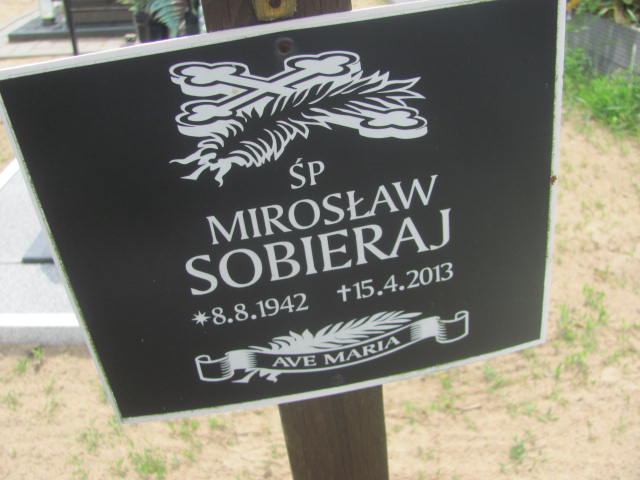 ŚP
MIROSŁAW
SOBIERAJ
✷8.8.1942 ✝15.4.2013
AVE MARIA